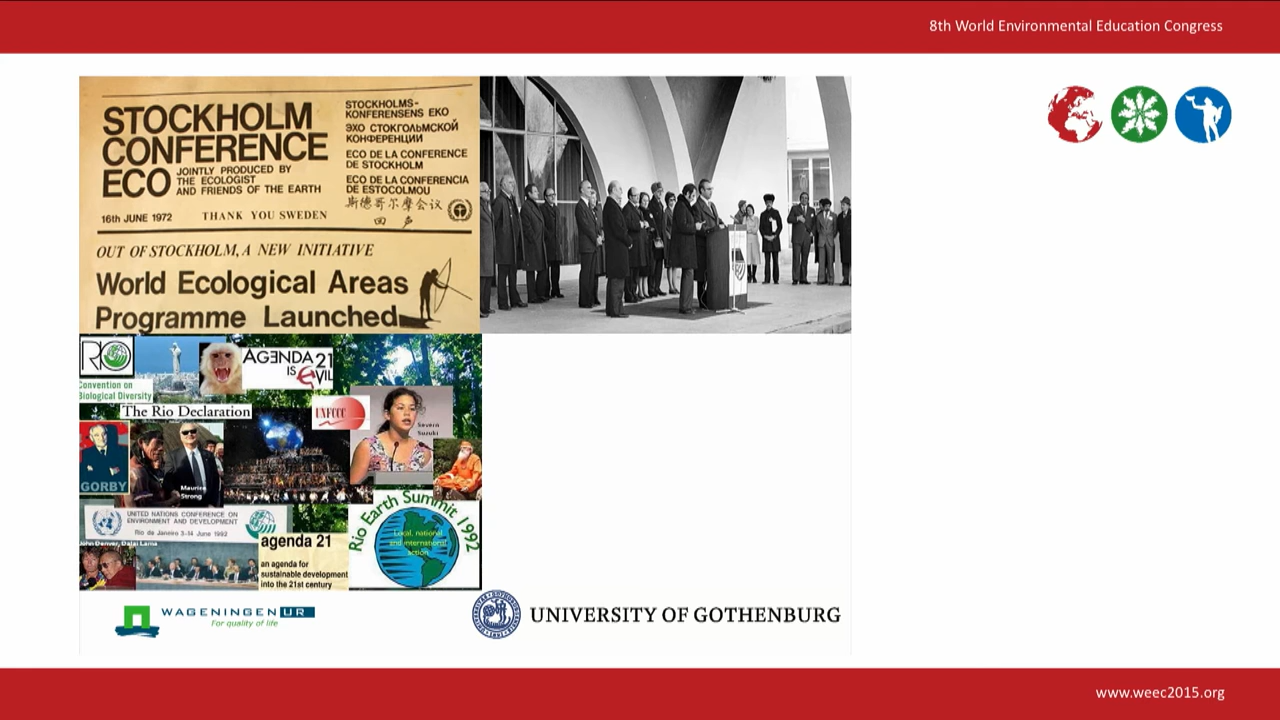 8th World Environmental Education Congress
STOCKHOLM
CONFERENCE
ECO
JOINTLY PRODUCED BY
THE ECOLOGIST
AND FRIENDS OF THE EARTH
STOCKHOLMS-
KONFERENSENS EKO
ЭХО СТОКГОЛЬМСКОЙ
КОНФЕРЕНЦИИ
ECO DE LA CONFERENCE
DE STOCKHOLM
ECO DE LA CONFERENCIA
DE ESTOCOLMOU
斯德哥尔摩会议
回声
16th JUNE 1972
THANK YOU SWEDEN
OUT OF STOCKHOLM, A NEW INITIATIVE
World Ecological Areas
Programme Launched
RIO
AGENDA 21
IS EVIL
Convention on
Biological Diversity
The Rio Declaration
UNFCCC
Severn
Suzuki
GORBY
Maurice
Strong
UNITED NATIONS CONFERENCE ON
ENVIRONMENT AND DEVELOPMENT
Rio de Janeiro 3-14 June 1992
Rio Earth Summit 1992
Local, national
and international
action
John Denver, Dalai Lama
agenda 21
an agenda for
sustainable development
into the 21st century
WAGENINGEN UR
For quality of life
UNIVERSITY OF GOTHENBURG
www.weec2015.org